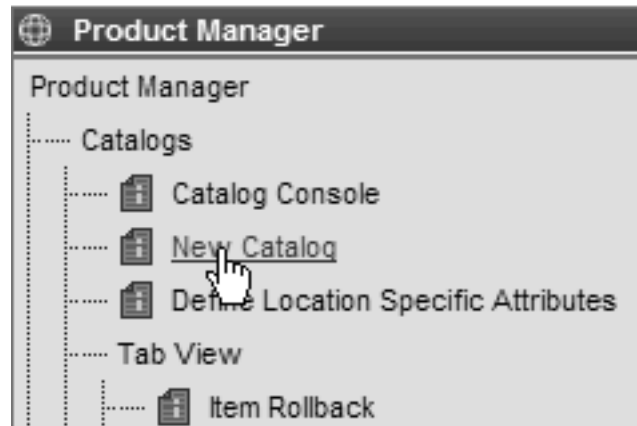 Product Manager
Product Manager
Catalogs
Catalog Console
New Catalog
Define Location Specific Attributes
Tab View
Item Rollback